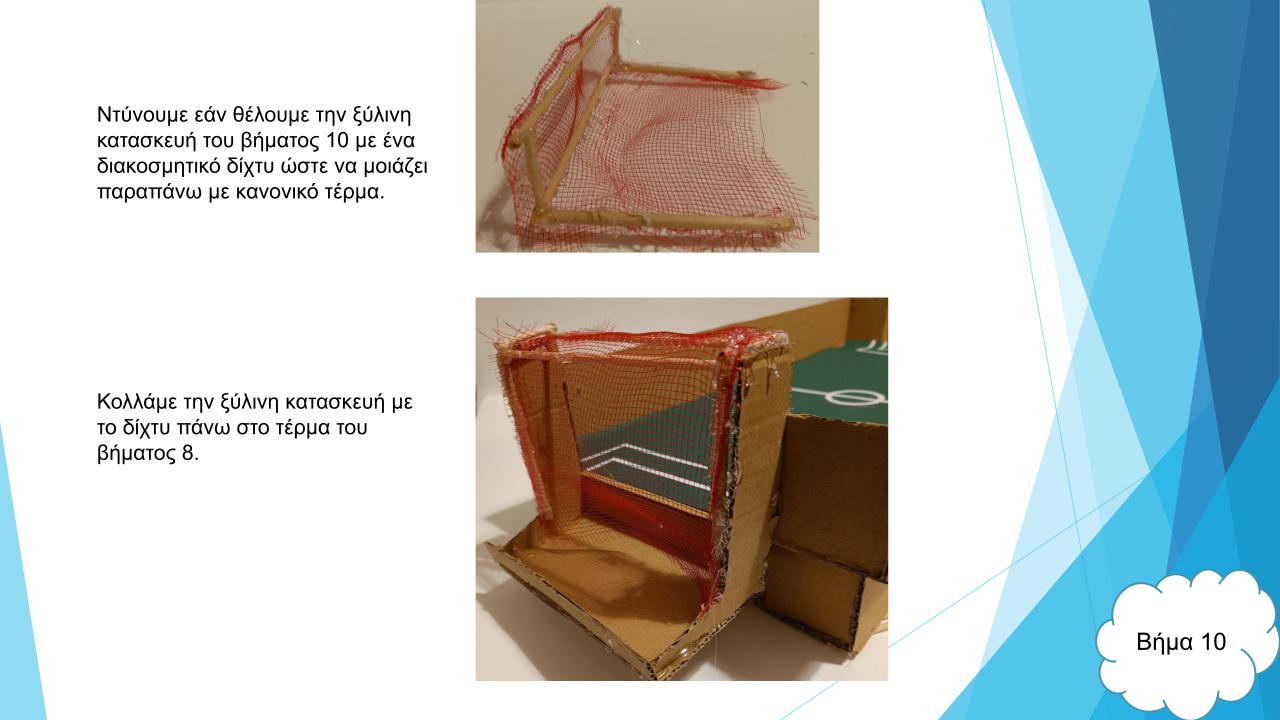 Ντύνουμε εάν θέλουμε την ξύλινη
κατασκευή του βήματος 10 με ένα
διακοσμητικό δίχτυ ώστε να μοιάζει
παραπάνω με κανονικό τέρμα.
Κολλάμε την ξύλινη κατασκευή με
το δίχτυ πάνω στο τέρμα του
βήματος 8.
Βήμα 10